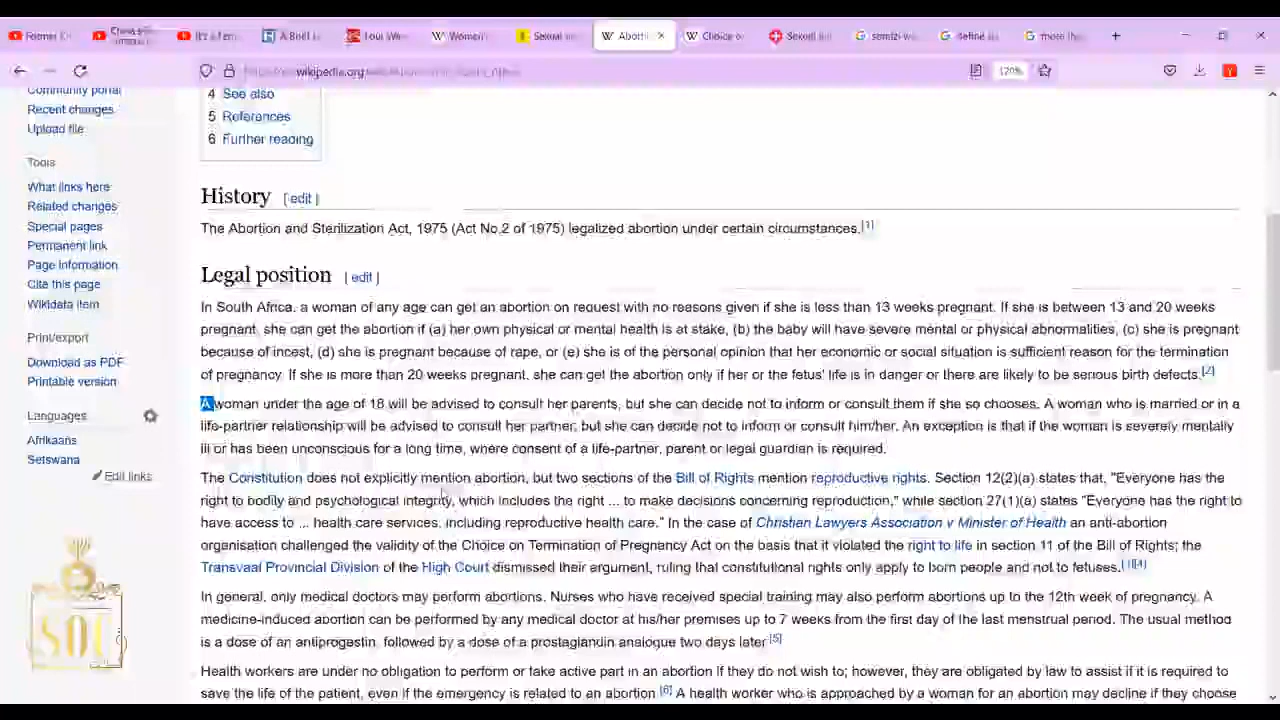 China's
It's a fem
A Brief
Women'
Sexual
Aborti
Choice o
Sexual
define
more th
wikipedia.org
120%
Community portal
Recent changes
Upload file
Tools
What links here
Related changes
Special pages
Permanent link
Page information
Cite this page
Wikidata item
Print/export
Download as PDF
Printable version
Languages
Afrikaans
Setswana
Edit links
4 See also
5 References
6 Further reading
History [ edit ]
The Abortion and Sterilization Act, 1975 (Act No.2 of 1975) legalized abortion under certain circumstances.[1]
Legal position [ edit ]
In South Africa, a woman of any age can get an abortion on request with no reasons given if she is less than 13 weeks pregnant. If she is between 13 and 20 weeks
pregnant, she can get the abortion if (a) her own physical or mental health is at stake, (b) the baby will have severe mental or physical abnormalities, (c) she is pregnant
because of incest, (d) she is pregnant because of rape, or (e) she is of the personal opinion that her economic or social situation is sufficient reason for the termination
of pregnancy. If she is more than 20 weeks pregnant, she can get the abortion only if her or the fetus' life is in danger or there are likely to be serious birth defects.[2]
A woman under the age of 18 will be advised to consult her parents, but she can decide not to inform or consult them if she so chooses. A woman who is married or in a
life-partner relationship will be advised to consult her partner, but she can decide not to inform or consult him/her. An exception is that if the woman is severely mentally
ill or has been unconscious for a long time, where consent of a life-partner, parent or legal guardian is required.
The Constitution does not explicitly mention abortion, but two sections of the Bill of Rights mention reproductive rights. Section 12(2)(a) states that, "Everyone has the
right to bodily and psychological integrity, which includes the right ... to make decisions concerning reproduction," while section 27(1)(a) states "Everyone has the right to
have access to ... health care services, including reproductive health care." In the case of Christian Lawyers Association v Minister of Health an anti-abortion
organisation challenged the validity of the Choice on Termination of Pregnancy Act on the basis that it violated the right to life in section 11 of the Bill of Rights; the
Transvaal Provincial Division of the High Court dismissed their argument, ruling that constitutional rights only apply to born people and not to fetuses.[3][4]
In general, only medical doctors may perform abortions. Nurses who have received special training may also perform abortions up to the 12th week of pregnancy. A
medicine-induced abortion can be performed by any medical doctor at his/her premises up to 7 weeks from the first day of the last menstrual period. The usual method
is a dose of an antiprogestin, followed by a dose of a prostaglandin analogue two days later.[5]
Health workers are under no obligation to perform or take active part in an abortion if they do not wish to; however, they are obligated by law to assist if it is required to
save the life of the patient, even if the emergency is related to an abortion.[6] A health worker who is approached by a woman for an abortion may decline if they choose